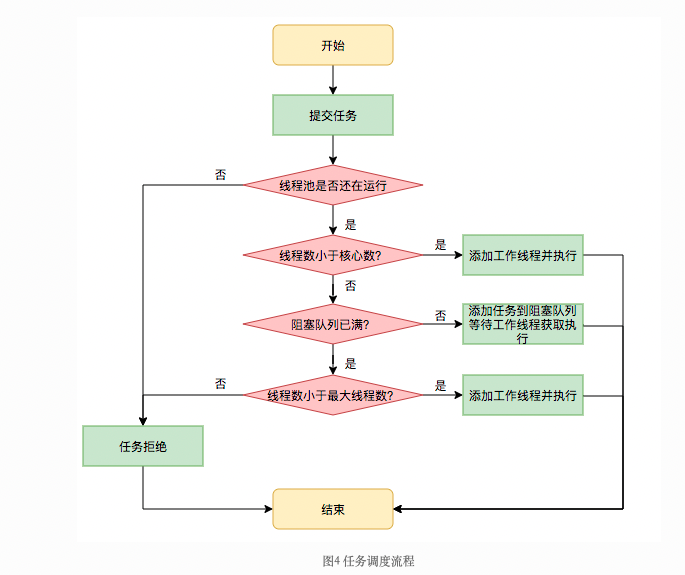 开始
提交任务
否
线程池是否还在运行
是
线程数小于核心数?
是
添加工作线程并执行
否
阻塞队列已满?
否
添加任务到阻塞队列
等待工作线程获取执
行
是
否
线程数小于最大线程数?
是
添加工作线程并执行
任务拒绝
结束
图4 任务调度流程